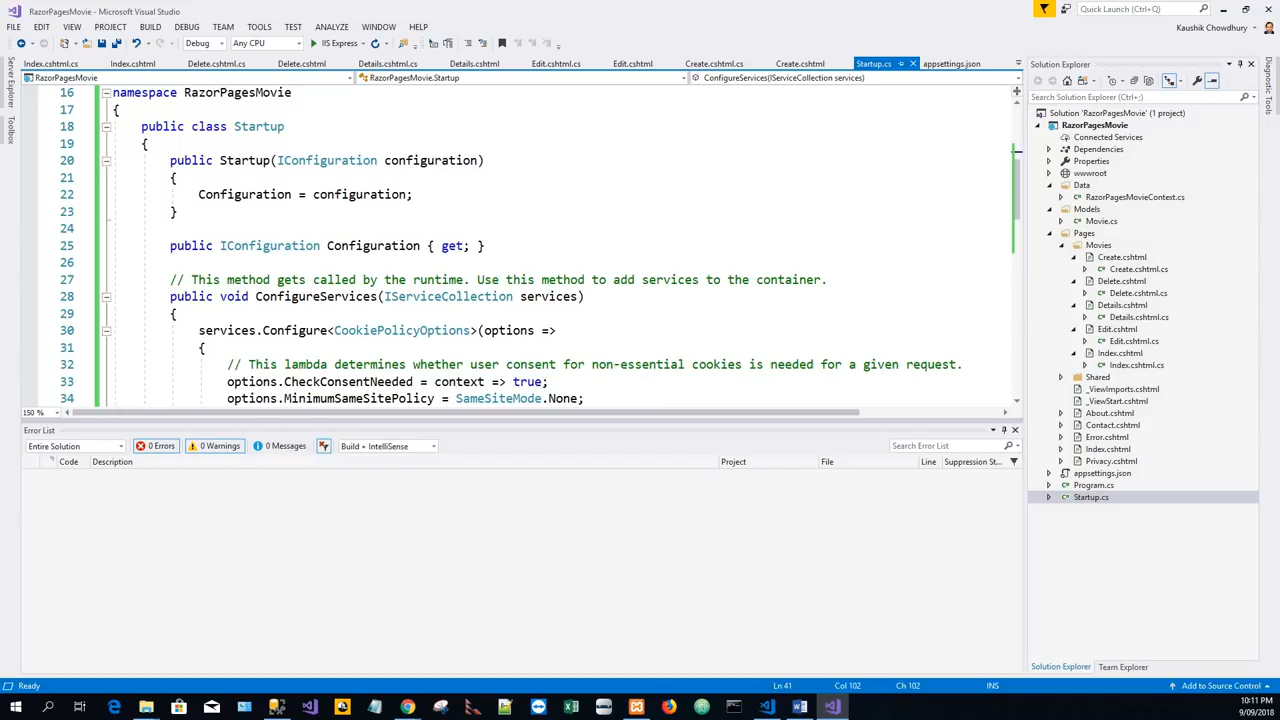 RazorPagesMovie - Microsoft Visual Studio
Quick Launch (Ctrl+Q)
FILE EDIT VIEW PROJECT BUILD DEBUG TEAM TOOLS TEST ANALYZE WINDOW HELP
Kaushik Chowdhury
Debug Any CPU IIS Express
Server Explorer
Toolbox
Index.cshtml.cs Index.cshtml Delete.cshtml.cs Delete.cshtml Details.cshtml.cs Details.cshtml Edit.cshtml.cs Edit.cshtml Create.cshtml.cs Create.cshtml Startup.cs appsettings.json
RazorPagesMovie RazorPagesMovie.Startup ConfigureServices(IServiceCollection services)
16 namespace RazorPagesMovie
17 {
18 public class Startup
19 {
20 public Startup(IConfiguration configuration)
21 {
22 Configuration = configuration;
23 }
24
25 public IConfiguration Configuration { get; }
26
27 // This method gets called by the runtime. Use this method to add services to the container.
28 public void ConfigureServices(IServiceCollection services)
29 {
30 services.Configure<CookiePolicyOptions>(options =>
31 {
32 // This lambda determines whether user consent for non-essential cookies is needed for a given request.
33 options.CheckConsentNeeded = context => true;
34 options.MinimumSameSitePolicy = SameSiteMode.None;
150 %
Error List
Entire Solution 0 Errors 0 Warnings 0 Messages Build + IntelliSense Search Error List
Code Description Project File Line Suppression St...
Solution Explorer
Search Solution Explorer (Ctrl+;)
Solution 'RazorPagesMovie' (1 project)
RazorPagesMovie
Connected Services
Dependencies
Properties
wwwroot
Data
RazorPagesMovieContext.cs
Models
Movie.cs
Pages
Movies
Create.cshtml
Create.cshtml.cs
Delete.cshtml
Delete.cshtml.cs
Details.cshtml
Details.cshtml.cs
Edit.cshtml
Edit.cshtml.cs
Index.cshtml
Index.cshtml.cs
Shared
_ViewImports.cshtml
_ViewStart.cshtml
About.cshtml
Contact.cshtml
Error.cshtml
Index.cshtml
Privacy.cshtml
appsettings.json
Program.cs
Startup.cs
Solution Explorer Team Explorer
Diagnostic Tools
Ready Ln 41 Col 102 Ch 102 INS Add to Source Control
10:11 PM
9/09/2018